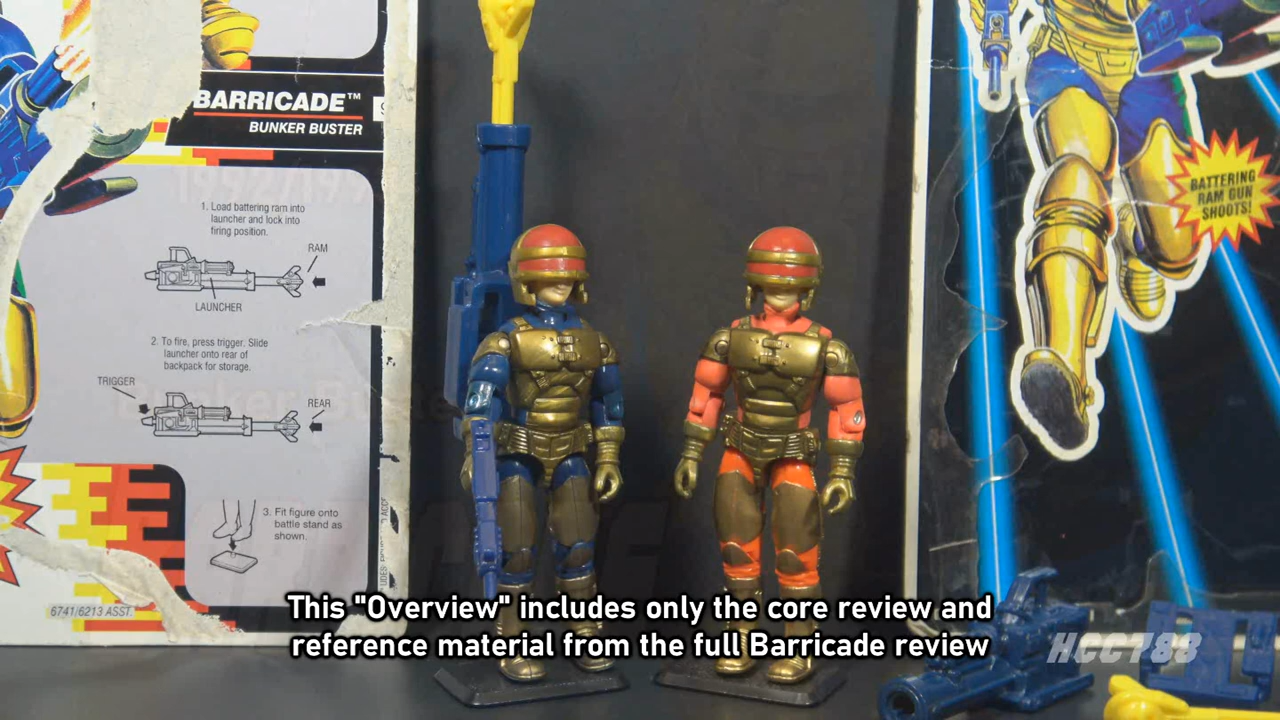 BARRICADE™
BUNKER BUSTER
1. Load battering ram into
launcher and lock into
firing position.
RAM
LAUNCHER
2. To fire, press trigger. Slide
launcher onto rear of
backpack for storage.
TRIGGER
REAR
3. Fit figure onto
battle stand as
shown.
6741/6213 ASST.
BATTERING
RAM GUN
SHOOTS!
This "Overview" includes only the core review and
reference material from the full Barricade review
HCC788